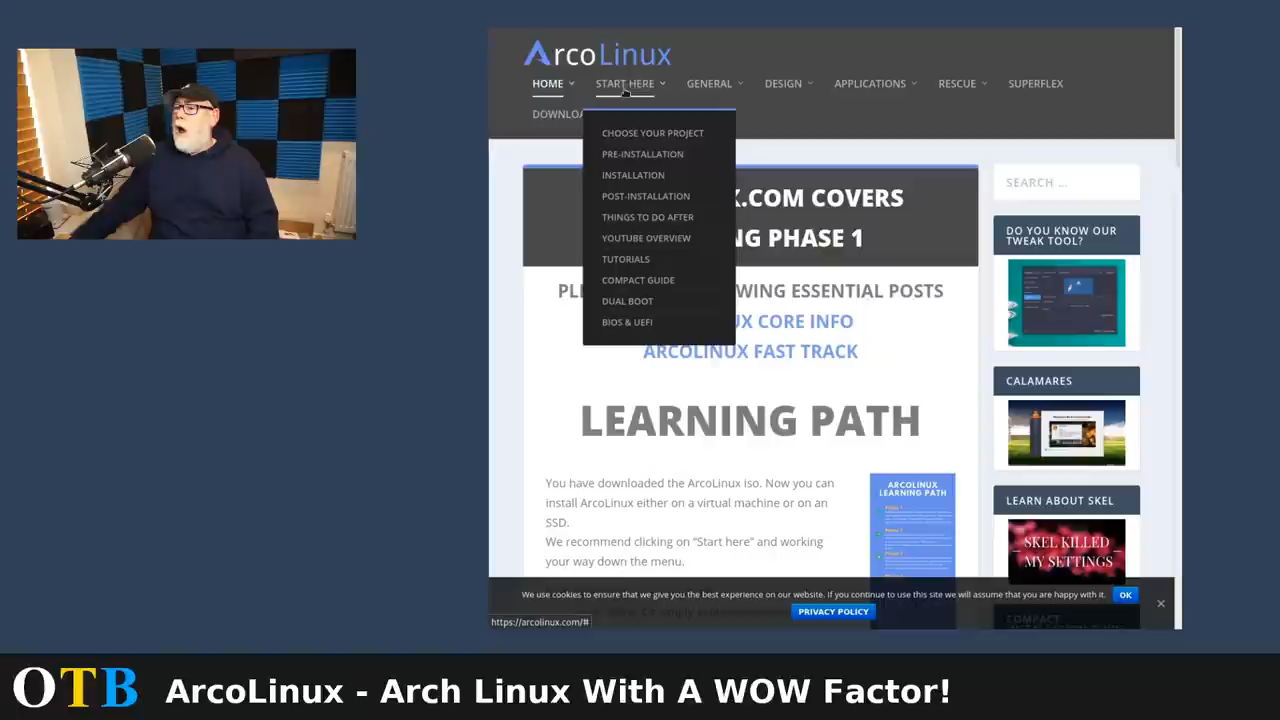 ArcoLinux
HOME
START HERE
GENERAL
DESIGN
APPLICATIONS
RESCUE
SUPERFLEX
CHOOSE YOUR PROJECT
PRE-INSTALLATION
INSTALLATION
POST-INSTALLATION
THINGS TO DO AFTER
YOUTUBE OVERVIEW
TUTORIALS
COMPACT GUIDE
DUAL BOOT
BIOS & UEFI
.COM COVERS
PHASE 1
WING ESSENTIAL POSTS
CORE INFO
ARCOLINUX FAST TRACK
LEARNING PATH
You have downloaded the ArcoLinux iso. Now you can
install ArcoLinux either on a virtual machine or on an
SSD.
We recommend clicking on “Start here” and working
your way down the menu.
ARCOLINUX
LEARNING PATH
SEARCH …
DO YOU KNOW OUR
TWEAK TOOL?
CALAMARES
LEARN ABOUT SKEL
SKEL KILLED
MY SETTINGS
COMPACT
We use cookies to ensure that we give you the best experience on our website. If you continue to use this site we will assume that you are happy with it.
OK
PRIVACY POLICY
https://arcolinux.com/#
OTB ArcoLinux - Arch Linux With A WOW Factor!